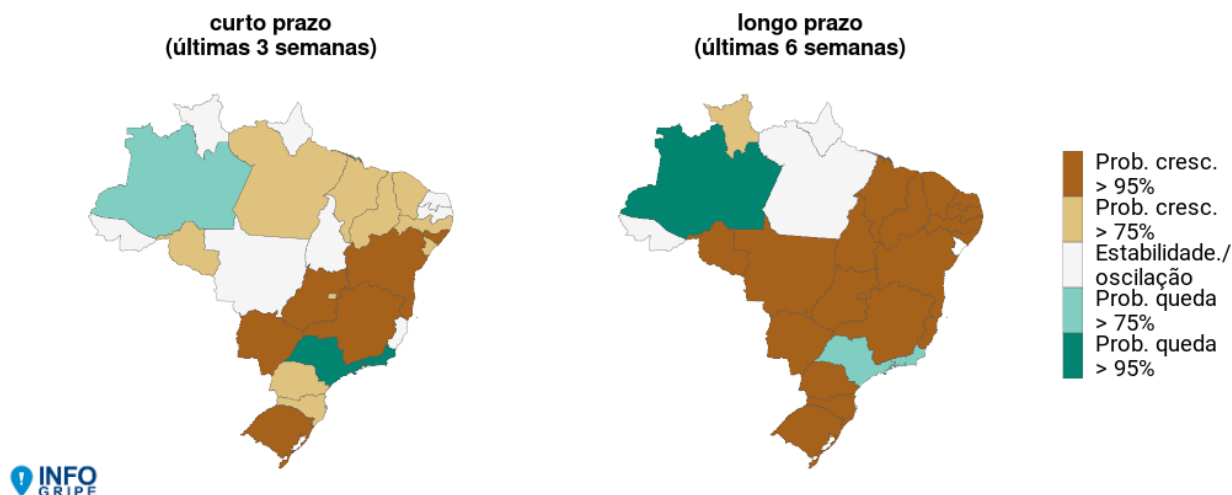 curto prazo
(últimas 3 semanas)
longo prazo
(últimas 6 semanas)
Prob. cresc.
> 95%
Prob. cresc.
> 75%
Estabilidade./
oscilação
Prob. queda
> 75%
Prob. queda
> 95%
INFO
GRIPE